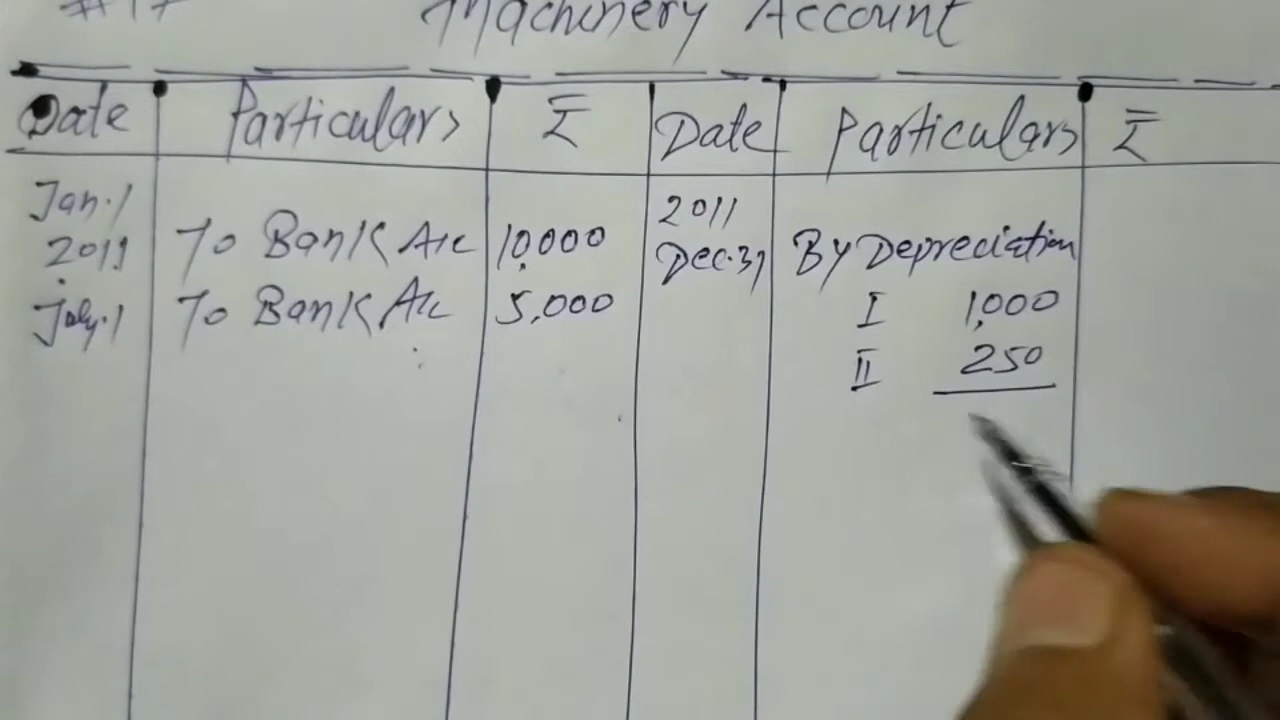 Machinery Account
Date Particulars ₹ Date Particulars ₹
Jan.1 2011
2011 To Bank A/c 10,000 Dec.31 By Depreciation
July.1 To Bank A/c 5,000 I 1,000
II 250